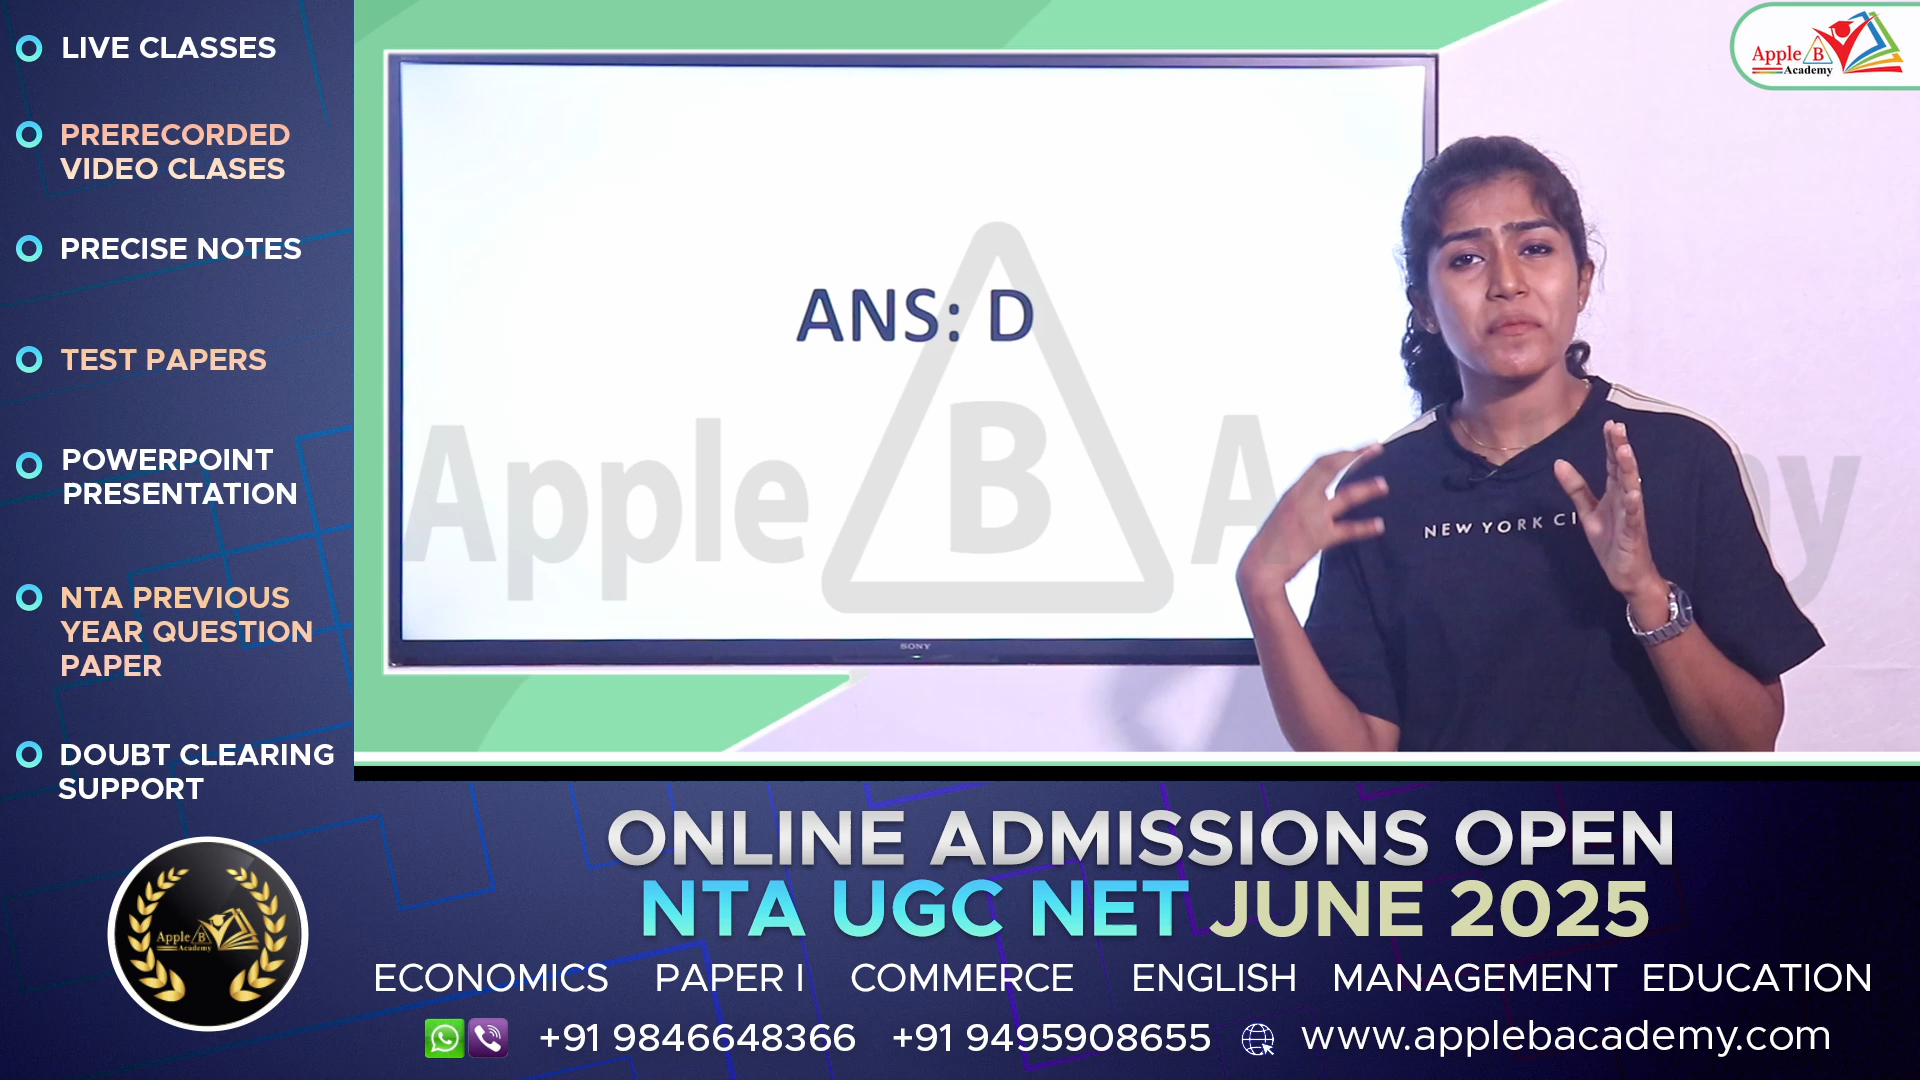 LIVE CLASSES
PRERECORDED
VIDEO CLASES
PRECISE NOTES
TEST PAPERS
POWERPOINT
PRESENTATION
NTA PREVIOUS
YEAR QUESTION
PAPER
DOUBT CLEARING
SUPPORT
Apple B
Academy
Apple B
Academy
ANS: D
Apple B A my
SONY
NEW YORK CI
ONLINE ADMISSIONS OPEN
NTA UGC NET JUNE 2025
ECONOMICS PAPER I COMMERCE ENGLISH MANAGEMENT EDUCATION
+91 9846648366 +91 9495908655 www.applebacademy.com